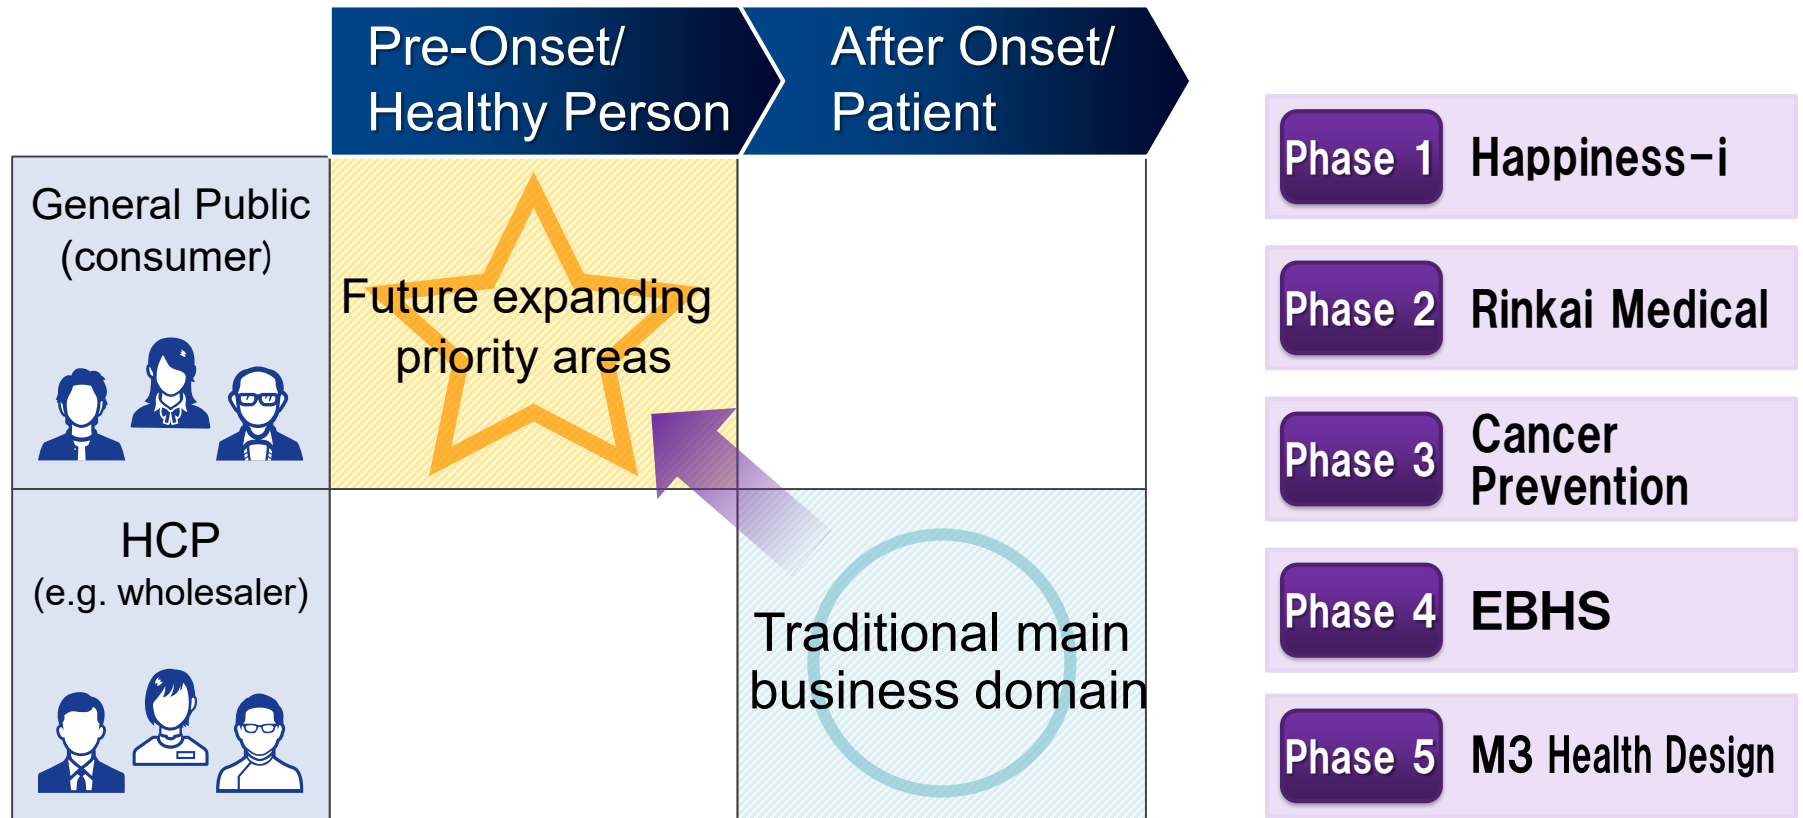 Pre-Onset/
Healthy Person
After Onset/
Patient
General Public
(consumer)
Future expanding
priority areas
HCP
(e.g. wholesaler)
Traditional main
business domain
Phase 1
Happiness-i
Phase 2
Rinkai Medical
Phase 3
Cancer
Prevention
Phase 4
EBHS
Phase 5
M3 Health Design